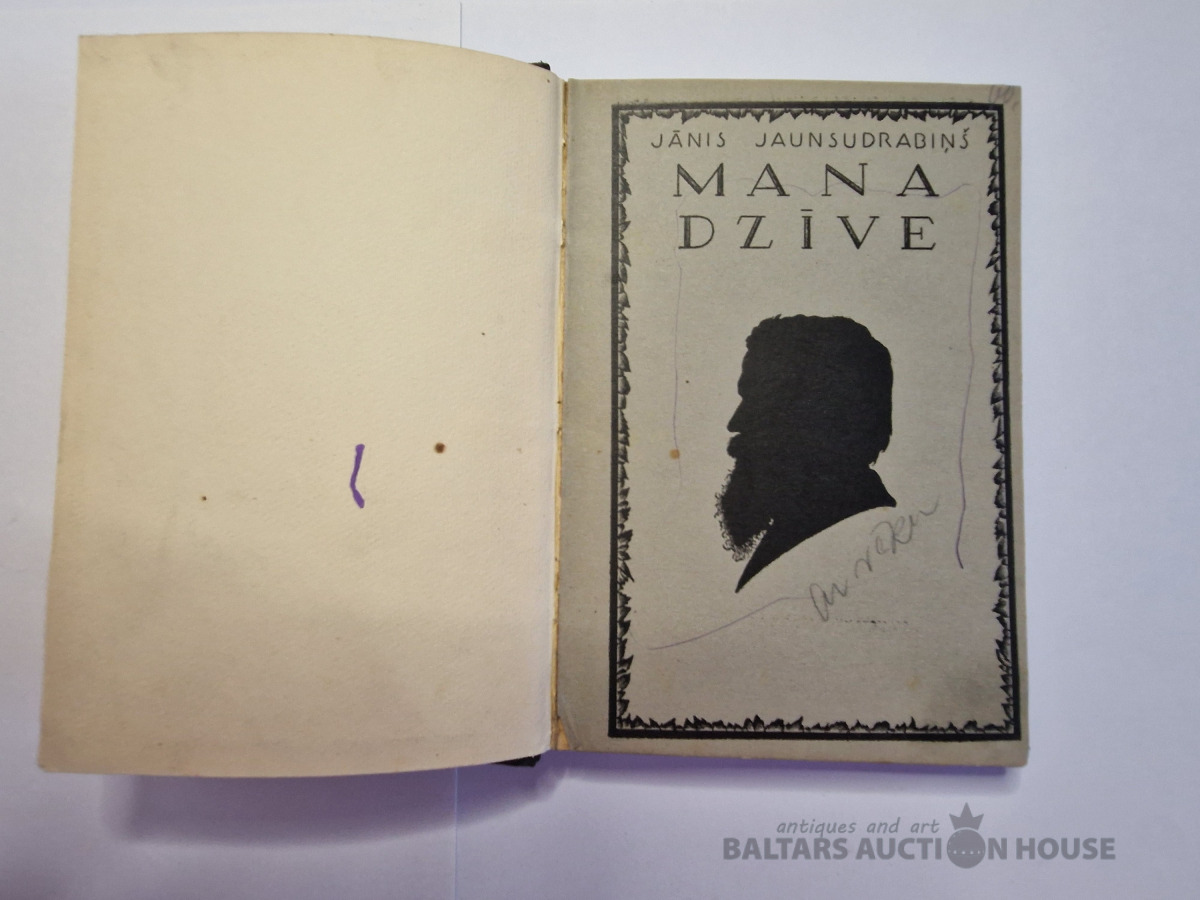 JĀNIS JAUNSUDRABIŅŠ
MANA
DZĪVE
antiques and art
BALTARS AUCTION HOUSE